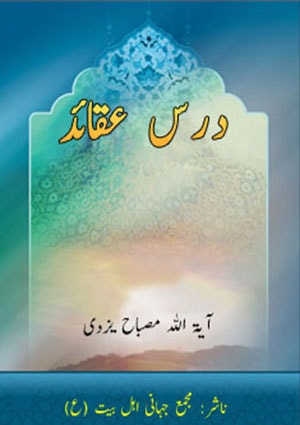 درس عقائد
آیۃ اللہ مصباح یزدی
ناشر: مجمع جہانی اہل بیت (ع)